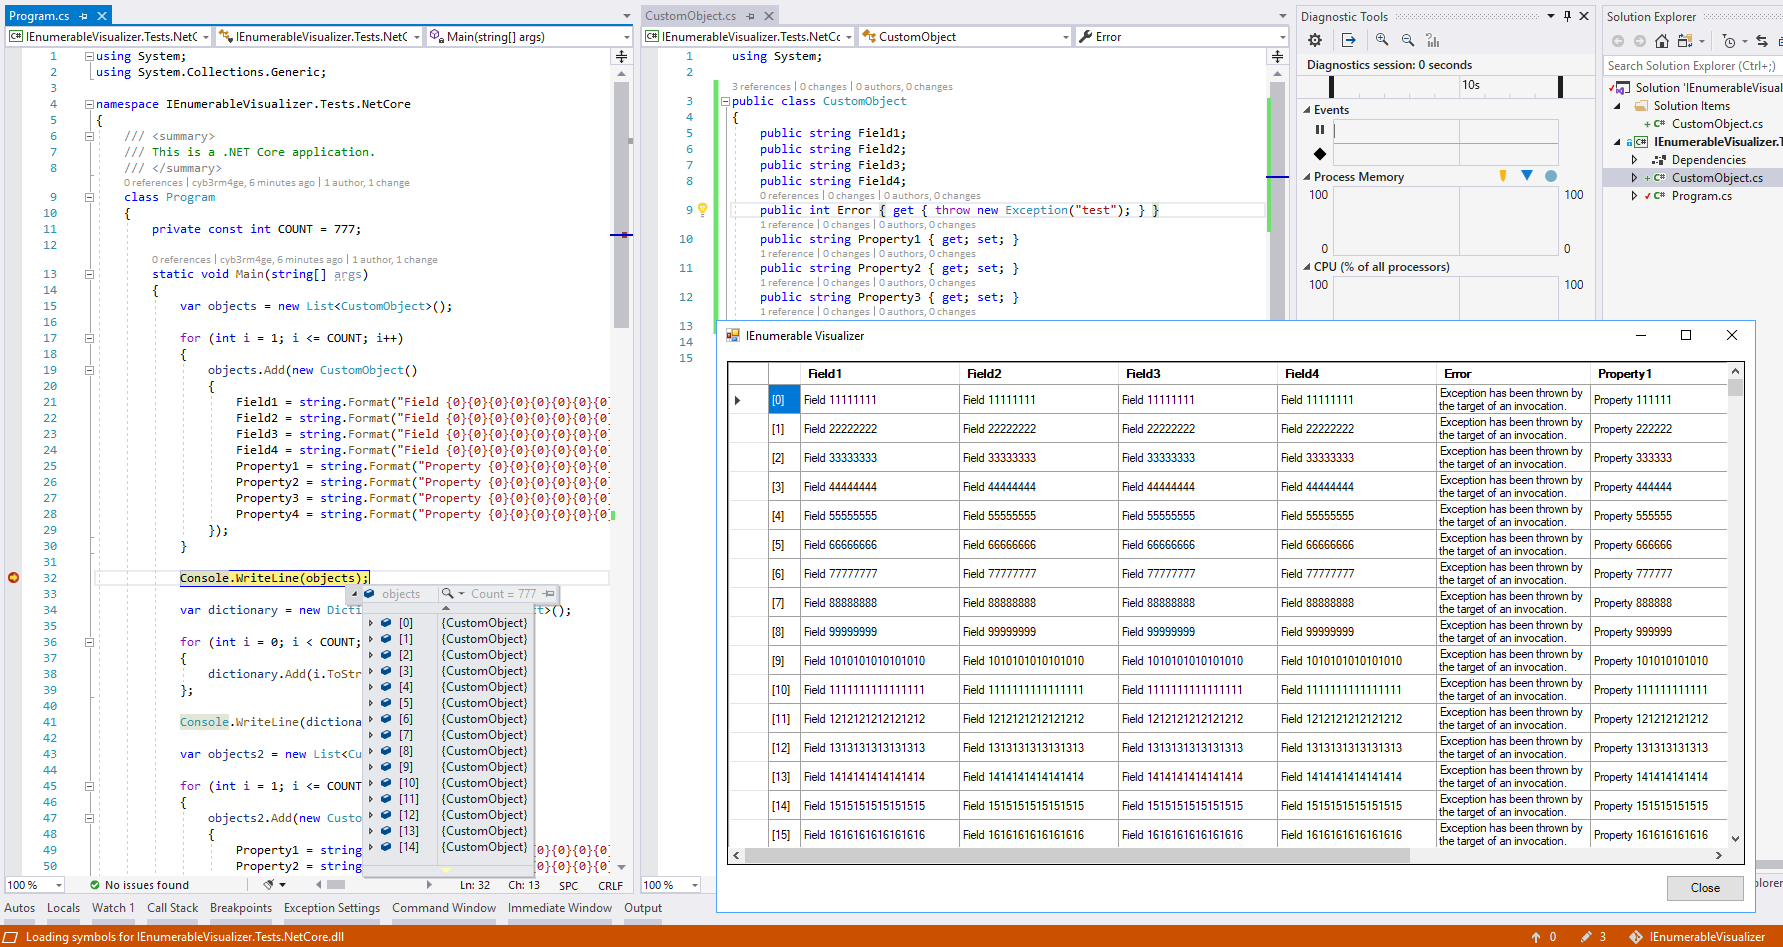 Program.cs
IEnumerableVisualizer.Tests.NetC
IEnumerableVisualizer.Tests.NetC
Main(string[] args)
1 using System;
2 using System.Collections.Generic;
3
4 namespace IEnumerableVisualizer.Tests.NetCore
5 {
6 /// <summary>
7 /// This is a .NET Core application.
8 /// </summary>
0 references | cyb3rm4ge, 6 minutes ago | 1 author, 1 change
9 class Program
10 {
11 private const int COUNT = 777;
12
0 references | cyb3rm4ge, 6 minutes ago | 1 author, 1 change
13 static void Main(string[] args)
14 {
15 var objects = new List<CustomObject>();
16
17 for (int i = 1; i <= COUNT; i++)
18 {
19 objects.Add(new CustomObject()
20 {
21 Field1 = string.Format("Field {0}{0}{0}{0}{0}{0}{0}{0}
22 Field2 = string.Format("Field {0}{0}{0}{0}{0}{0}{0}{0}
23 Field3 = string.Format("Field {0}{0}{0}{0}{0}{0}{0}{0}
24 Field4 = string.Format("Field {0}{0}{0}{0}{0}{0}{0}{0}
25 Property1 = string.Format("Property {0}{0}{0}{0}{0}{0}
26 Property2 = string.Format("Property {0}{0}{0}{0}{0}{0}
27 Property3 = string.Format("Property {0}{0}{0}{0}{0}{0}
28 Property4 = string.Format("Property {0}{0}{0}{0}{0}{0}
29 });
30 }
31
32 Console.WriteLine(objects);
33
34 var dictionary = new Dicti t>();
35
36 for (int i = 0; i < COUNT;
37 {
38 dictionary.Add(i.ToStr
39 };
40
41 Console.WriteLine(dictiona
42
43 var objects2 = new List<Cu
44
45 for (int i = 1; i <= COUNT
46 {
47 objects2.Add(new Custo
48 {
49 Property1 = string }{0}{0}{0}
50 Property2 = string }{0}{0}{0}
objects Count = 777
[0] {CustomObject}
[1] {CustomObject}
[2] {CustomObject}
[3] {CustomObject}
[4] {CustomObject}
[5] {CustomObject}
[6] {CustomObject}
[7] {CustomObject}
[8] {CustomObject}
[9] {CustomObject}
[10] {CustomObject}
[11] {CustomObject}
[12] {CustomObject}
[13] {CustomObject}
[14] {CustomObject}
100 % No issues found Ln: 32 Ch: 13 SPC CRLF
CustomObject.cs
IEnumerableVisualizer.Tests.NetCc
CustomObject
Error
1 using System;
2
3 references | 0 changes | 0 authors, 0 changes
3 public class CustomObject
4 {
5 public string Field1;
6 public string Field2;
7 public string Field3;
8 public string Field4;
0 references | 0 changes | 0 authors, 0 changes
9 public int Error { get { throw new Exception("test"); } }
1 reference | 0 changes | 0 authors, 0 changes
10 public string Property1 { get; set; }
1 reference | 0 changes | 0 authors, 0 changes
11 public string Property2 { get; set; }
1 reference | 0 changes | 0 authors, 0 changes
12 public string Property3 { get; set; }
1 reference | 0 changes | 0 authors, 0 changes
13
14
15
100 %
Diagnostic Tools
Diagnostics session: 0 seconds
10s
Events
Process Memory
100 100
0 0
CPU (% of all processors)
100 100
Solution Explorer
Search Solution Explorer (Ctrl+;)
Solution 'IEnumerableVisual
Solution Items
CustomObject.cs
IEnumerableVisualizer.T
Dependencies
CustomObject.cs
Program.cs
IEnumerable Visualizer
Field1 Field2 Field3 Field4 Error Property1
[0] Field 11111111 Field 11111111 Field 11111111 Field 11111111 Exception has been thrown by the target of an invocation. Property 111111
[1] Field 22222222 Field 22222222 Field 22222222 Field 22222222 Exception has been thrown by the target of an invocation. Property 222222
[2] Field 33333333 Field 33333333 Field 33333333 Field 33333333 Exception has been thrown by the target of an invocation. Property 333333
[3] Field 44444444 Field 44444444 Field 44444444 Field 44444444 Exception has been thrown by the target of an invocation. Property 444444
[4] Field 55555555 Field 55555555 Field 55555555 Field 55555555 Exception has been thrown by the target of an invocation. Property 555555
[5] Field 66666666 Field 66666666 Field 66666666 Field 66666666 Exception has been thrown by the target of an invocation. Property 666666
[6] Field 77777777 Field 77777777 Field 77777777 Field 77777777 Exception has been thrown by the target of an invocation. Property 777777
[7] Field 88888888 Field 88888888 Field 88888888 Field 88888888 Exception has been thrown by the target of an invocation. Property 888888
[8] Field 99999999 Field 99999999 Field 99999999 Field 99999999 Exception has been thrown by the target of an invocation. Property 999999
[9] Field 1010101010101010 Field 1010101010101010 Field 1010101010101010 Field 1010101010101010 Exception has been thrown by the target of an invocation. Property 101010101010
[10] Field 1111111111111111 Field 1111111111111111 Field 1111111111111111 Field 1111111111111111 Exception has been thrown by the target of an invocation. Property 111111111111
[11] Field 1212121212121212 Field 1212121212121212 Field 1212121212121212 Field 1212121212121212 Exception has been thrown by the target of an invocation. Property 121212121212
[12] Field 1313131313131313 Field 1313131313131313 Field 1313131313131313 Field 1313131313131313 Exception has been thrown by the target of an invocation. Property 131313131313
[13] Field 1414141414141414 Field 1414141414141414 Field 1414141414141414 Field 1414141414141414 Exception has been thrown by the target of an invocation. Property 141414141414
[14] Field 1515151515151515 Field 1515151515151515 Field 1515151515151515 Field 1515151515151515 Exception has been thrown by the target of an invocation. Property 151515151515
[15] Field 1616161616161616 Field 1616161616161616 Field 1616161616161616 Field 1616161616161616 Exception has been thrown by the target of an invocation. Property 161616161616
Close
plorer
Autos Locals Watch 1 Call Stack Breakpoints Exception Settings Command Window Immediate Window Output
Loading symbols for IEnumerableVisualizer.Tests.NetCore.dll
0 3 IEnumerableVisualizer